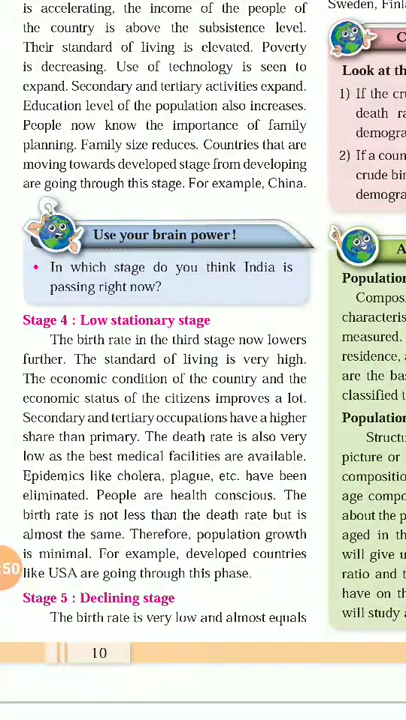 is accelerating, the income of the people of
the country is above the subsistence level.
Their standard of living is elevated. Poverty
is decreasing. Use of technology is seen to
expand. Secondary and tertiary activities expand.
Education level of the population also increases.
People now know the importance of family
planning. Family size reduces. Countries that are
moving towards developed stage from developing
are going through this stage. For example, China.
Use your brain power!
• In which stage do you think India is
passing right now?
Stage 4 : Low stationary stage
The birth rate in the third stage now lowers
further. The standard of living is very high.
The economic condition of the country and the
economic status of the citizens improves a lot.
Secondary and tertiary occupations have a higher
share than primary. The death rate is also very
low as the best medical facilities are available.
Epidemics like cholera, plague, etc. have been
eliminated. People are health conscious. The
birth rate is not less than the death rate but is
almost the same. Therefore, population growth
is minimal. For example, developed countries
like USA are going through this phase.
Stage 5 : Declining stage
The birth rate is very low and almost equals
10
:50
Sweden,
C
Look at th
1) If the cr
death ra
demogra
2) If a coun
crude bir
demogra
A
Population
Compos
characteris
measured.
residence,
are the ba
classified t
Population
Structu
picture or
compositio
age compo
about the p
aged in th
will give u
ratio and t
have on th
will study